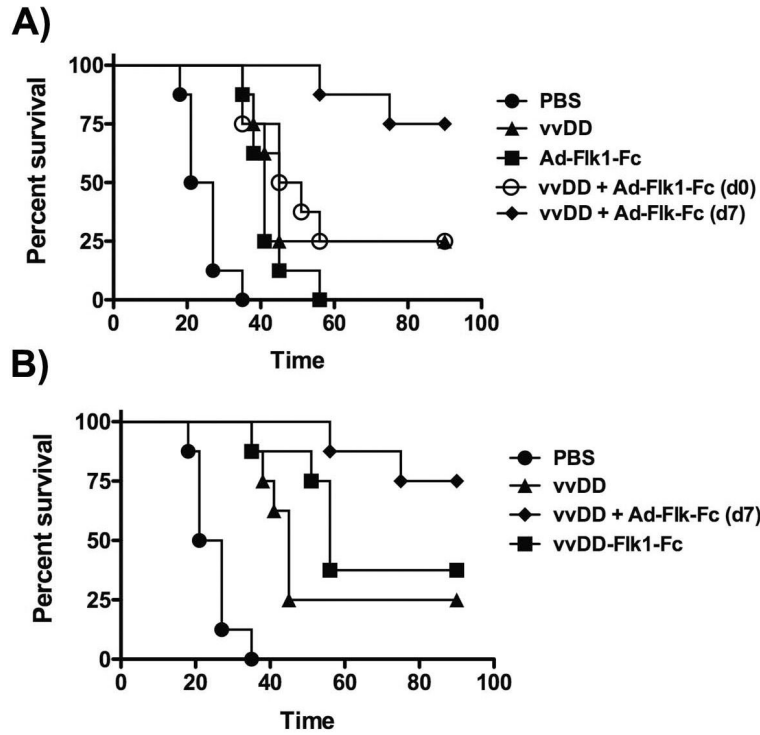 A)
Percent survival
100
75
50
25
0
0 20 40 60 80 100
Time
PBS
vvDD
Ad-Flk1-Fc
vvDD + Ad-Flk1-Fc (d0)
vvDD + Ad-Flk-Fc (d7)
B)
Percent survival
100
75
50
25
0
0 20 40 60 80 100
Time
PBS
vvDD
vvDD + Ad-Flk-Fc (d7)
vvDD-Flk1-Fc